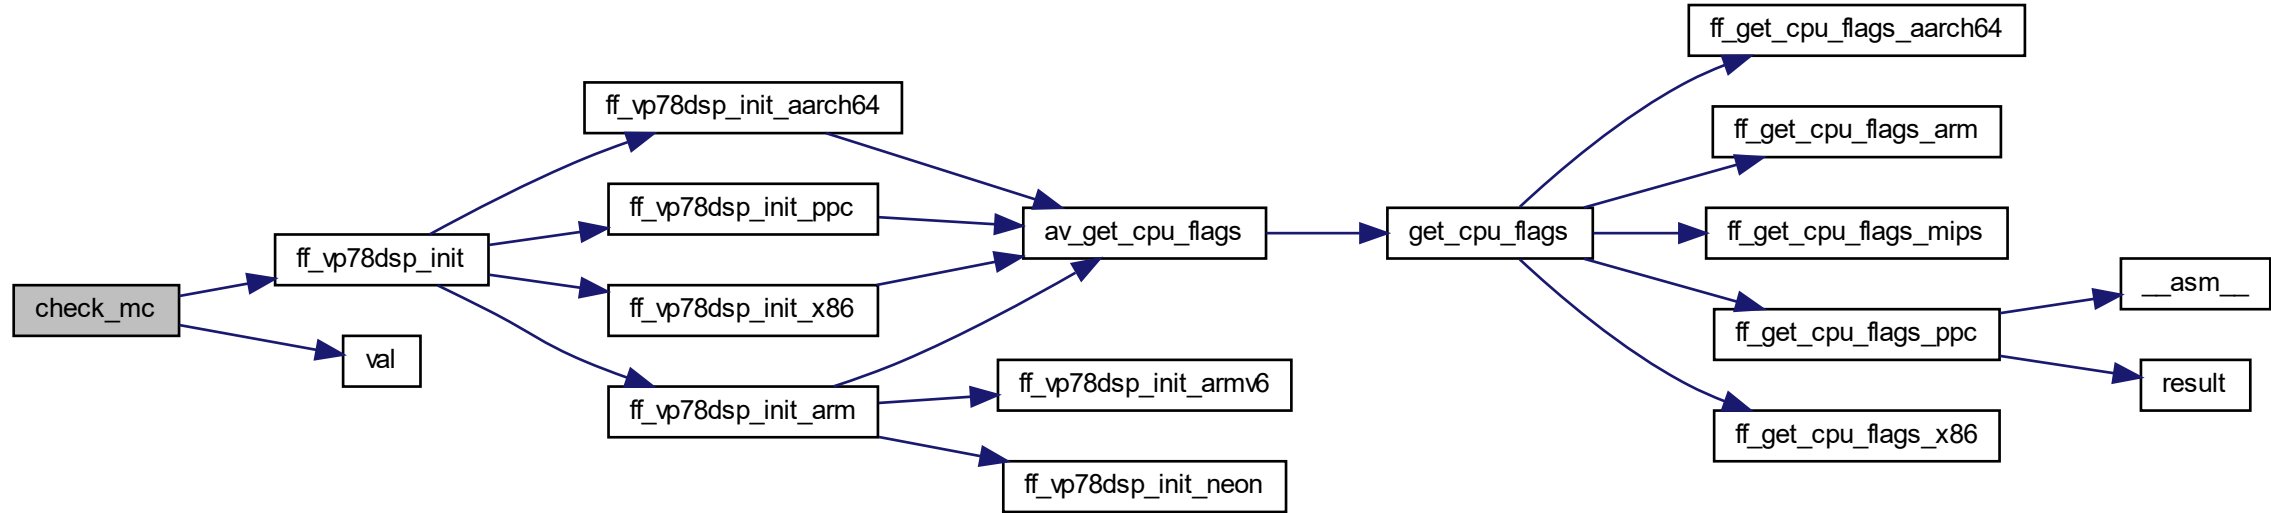 check_mc
ff_vp78dsp_init
val
ff_vp78dsp_init_aarch64
ff_vp78dsp_init_ppc
ff_vp78dsp_init_x86
ff_vp78dsp_init_arm
av_get_cpu_flags
ff_vp78dsp_init_armv6
ff_vp78dsp_init_neon
get_cpu_flags
ff_get_cpu_flags_aarch64
ff_get_cpu_flags_arm
ff_get_cpu_flags_mips
ff_get_cpu_flags_ppc
ff_get_cpu_flags_x86
__asm__
result